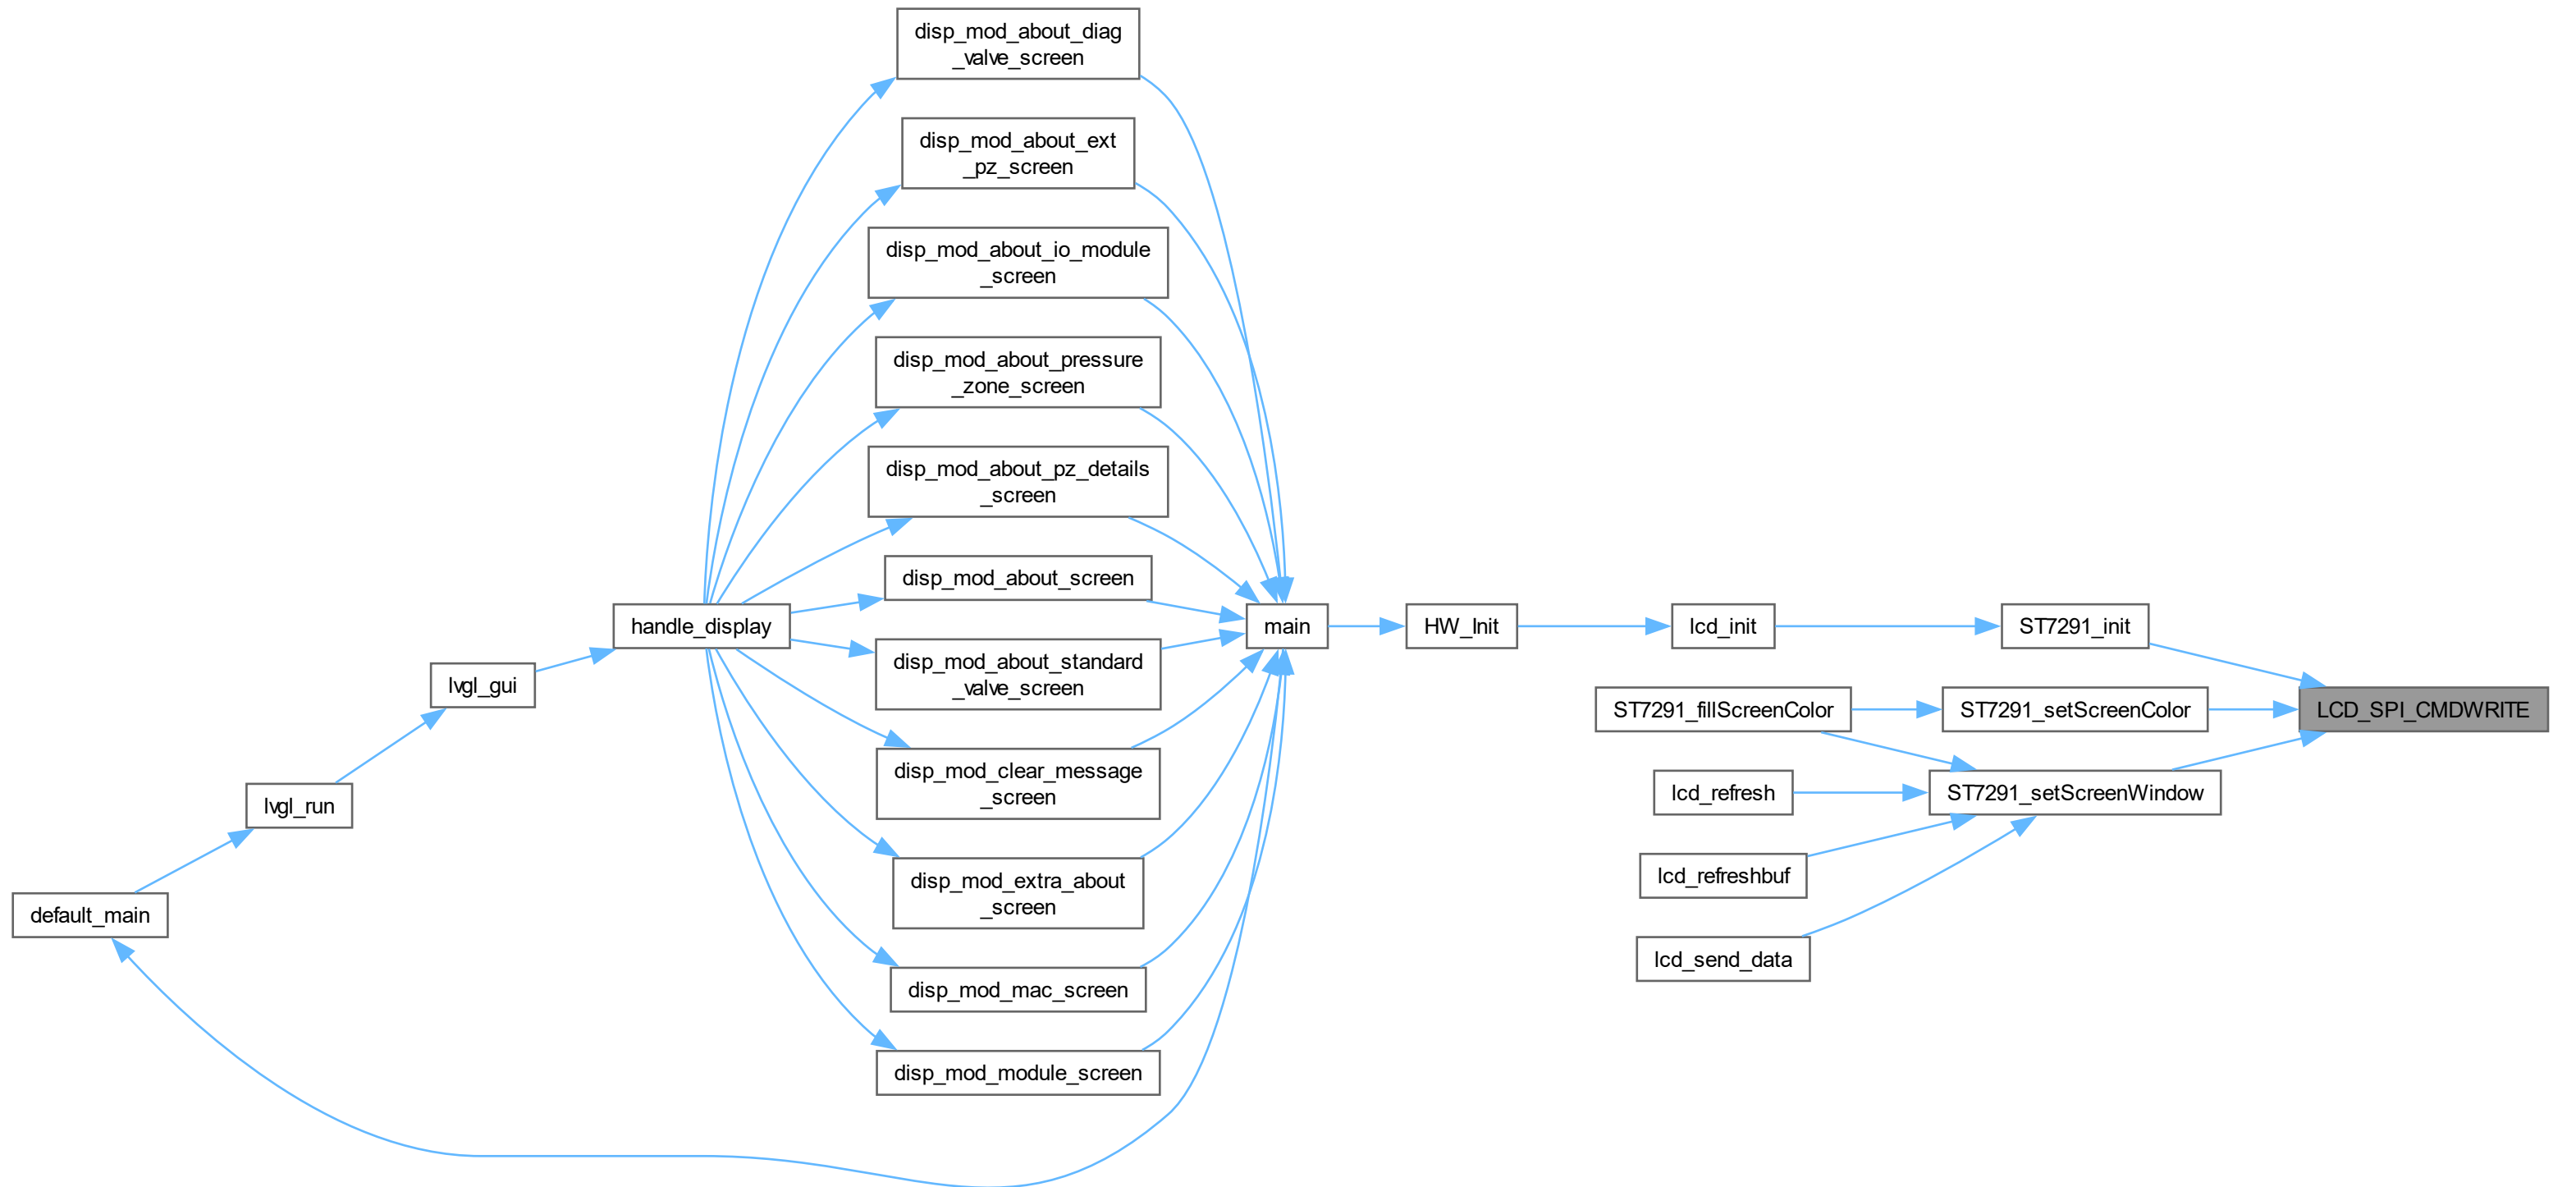 disp_mod_about_diag
_valve_screen
disp_mod_about_ext
_pz_screen
disp_mod_about_io_module
_screen
disp_mod_about_pressure
_zone_screen
disp_mod_about_pz_details
_screen
disp_mod_about_screen
handle_display
main
HW_Init
lcd_init
ST7291_init
disp_mod_about_standard
_valve_screen
lvgl_gui
ST7291_fillScreenColor
ST7291_setScreenColor
LCD_SPI_CMDWRITE
disp_mod_clear_message
_screen
lvgl_run
lcd_refresh
ST7291_setScreenWindow
disp_mod_extra_about
_screen
lcd_refreshbuf
default_main
lcd_send_data
disp_mod_mac_screen
disp_mod_module_screen